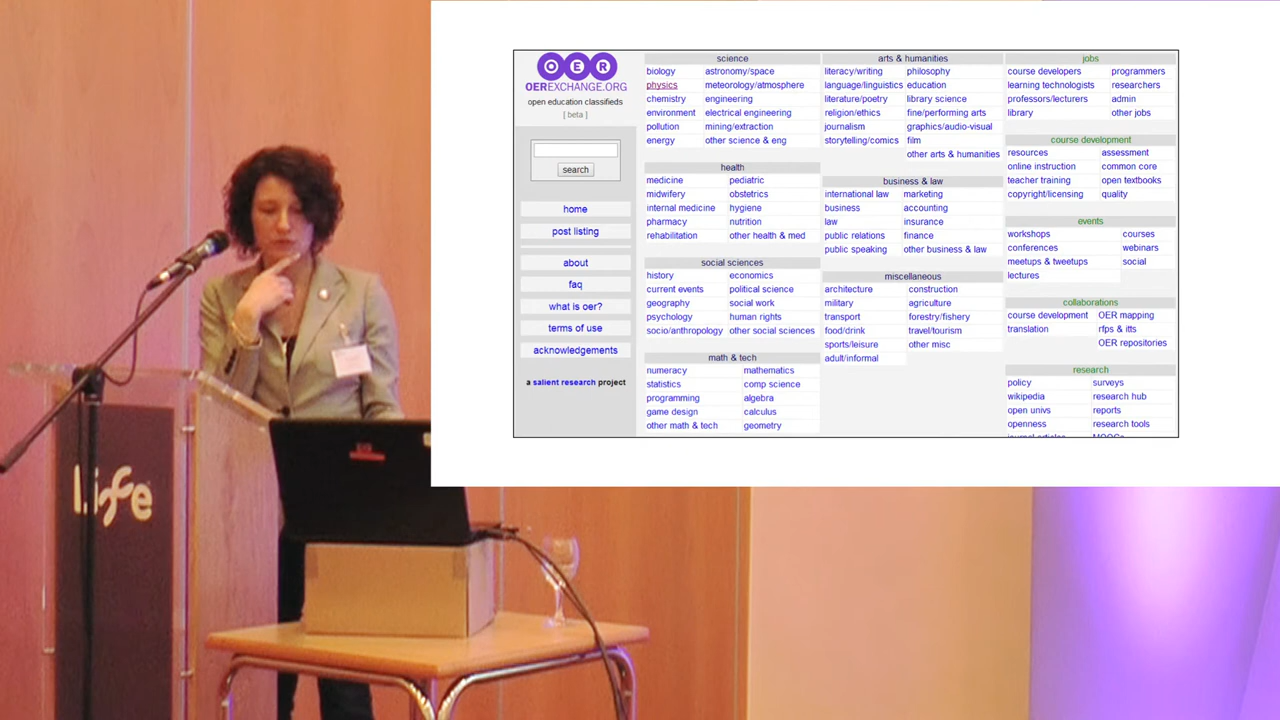 OER
OEREXCHANGE.ORG
open education classifieds
[ beta ]
search
home
post listing
about
faq
what is oer?
terms of use
acknowledgements
a salient research project
science
biology astronomy/space
physics meteorology/atmosphere
chemistry engineering
environment electrical engineering
pollution mining/extraction
energy other science & eng
health
medicine pediatric
midwifery obstetrics
internal medicine hygiene
pharmacy nutrition
rehabilitation other health & med
social sciences
history economics
current events political science
geography social work
psychology human rights
socio/anthropology other social sciences
math & tech
numeracy mathematics
statistics comp science
programming algebra
game design calculus
other math & tech geometry
arts & humanities
literacy/writing philosophy
language/linguistics education
literature/poetry library science
religion/ethics fine/performing arts
journalism graphics/audio-visual
storytelling/comics film
other arts & humanities
business & law
international law marketing
business accounting
law insurance
public relations finance
public speaking other business & law
miscellaneous
architecture construction
military agriculture
transport forestry/fishery
food/drink travel/tourism
sports/leisure other misc
adult/informal
jobs
course developers programmers
learning technologists researchers
professors/lecturers admin
library other jobs
course development
resources assessment
online instruction common core
teacher training open textbooks
copyright/licensing quality
events
workshops courses
conferences webinars
meetups & tweetups social
lectures
collaborations
course development OER mapping
translation rfps & itts
OER repositories
research
policy surveys
wikipedia research hub
open univs reports
openness research tools
journal articles MOOCs
Life